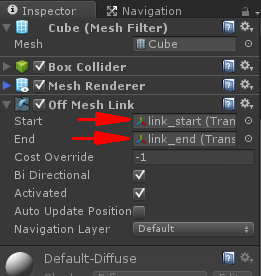 Inspector
Navigation
Cube (Mesh Filter)
Mesh Cube
Box Collider
Mesh Renderer
Off Mesh Link
Start link_start (Tran
End link_end (Trans
Cost Override -1
Bi Directional
Activated
Auto Update Position
Navigation Layer Default
Default-Diffuse